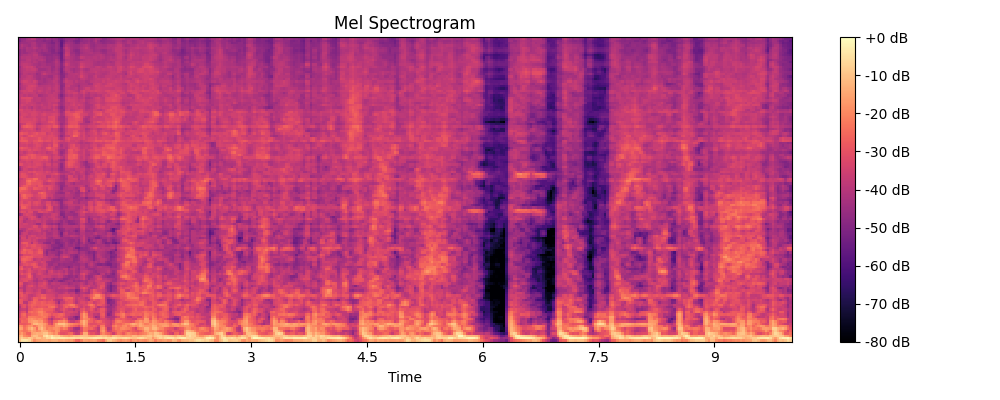 Mel Spectrogram
+0 dB
-10 dB
-20 dB
-30 dB
-40 dB
-50 dB
-60 dB
-70 dB
-80 dB
0 1.5 3 4.5 6 7.5 9
Time